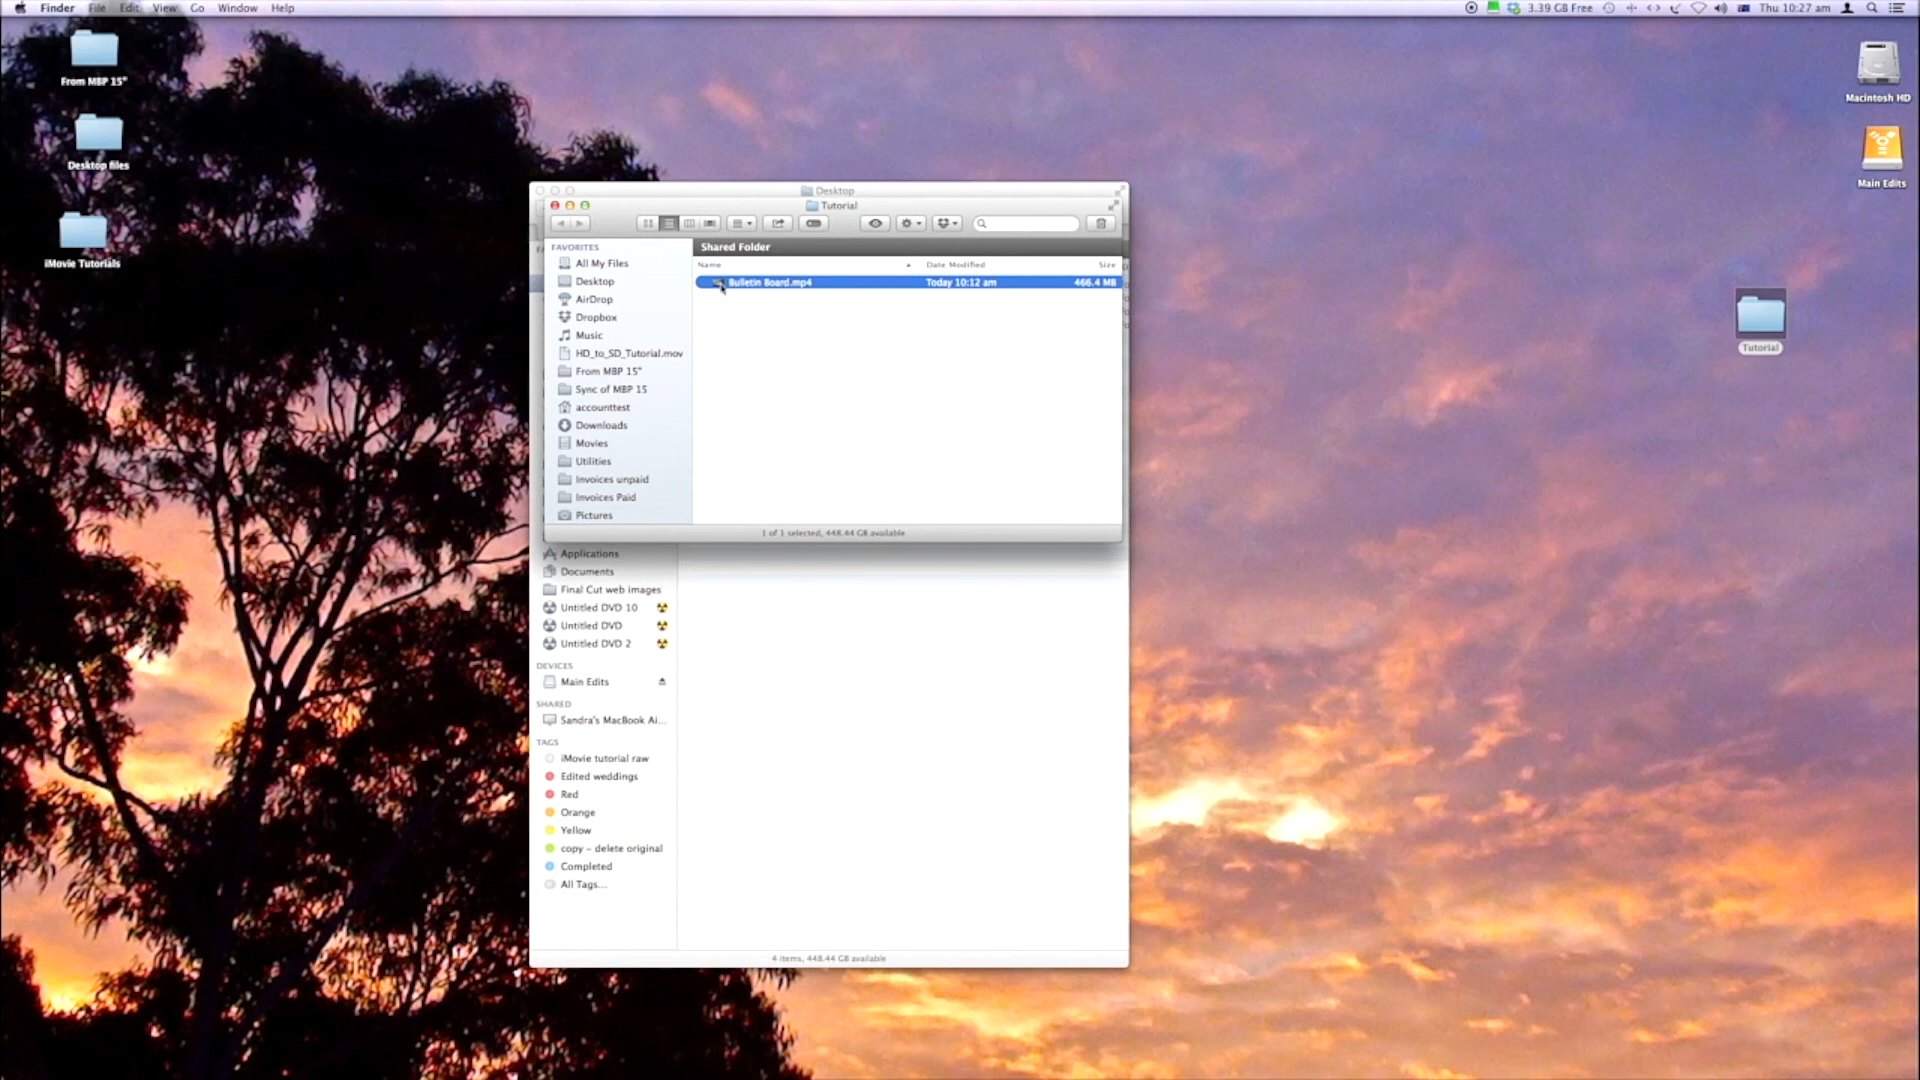 Finder File Edit View Go Window Help
3.39 GB Free
Thu 10:27 am
From MBP 15"
Desktop files
iMovie Tutorials
Macintosh HD
Main Edits
Tutorial
Desktop
Tutorial
FAVORITES
All My Files
Desktop
AirDrop
Dropbox
Music
HD_to_SD_Tutorial.mov
From MBP 15"
Sync of MBP 15
accounttest
Downloads
Movies
Utilities
Invoices unpaid
Invoices Paid
Pictures
Shared Folder
Name Date Modified Size
Bulletin Board.mp4 Today 10:12 am 466.4 MB
1 of 1 selected, 448.44 GB available
Applications
Documents
Final Cut web images
Untitled DVD 10
Untitled DVD
Untitled DVD 2
DEVICES
Main Edits
SHARED
Sandra's MacBook Ai...
TAGS
iMovie tutorial raw
Edited weddings
Red
Orange
Yellow
copy - delete original
Completed
All Tags...
4 items, 448.44 GB available